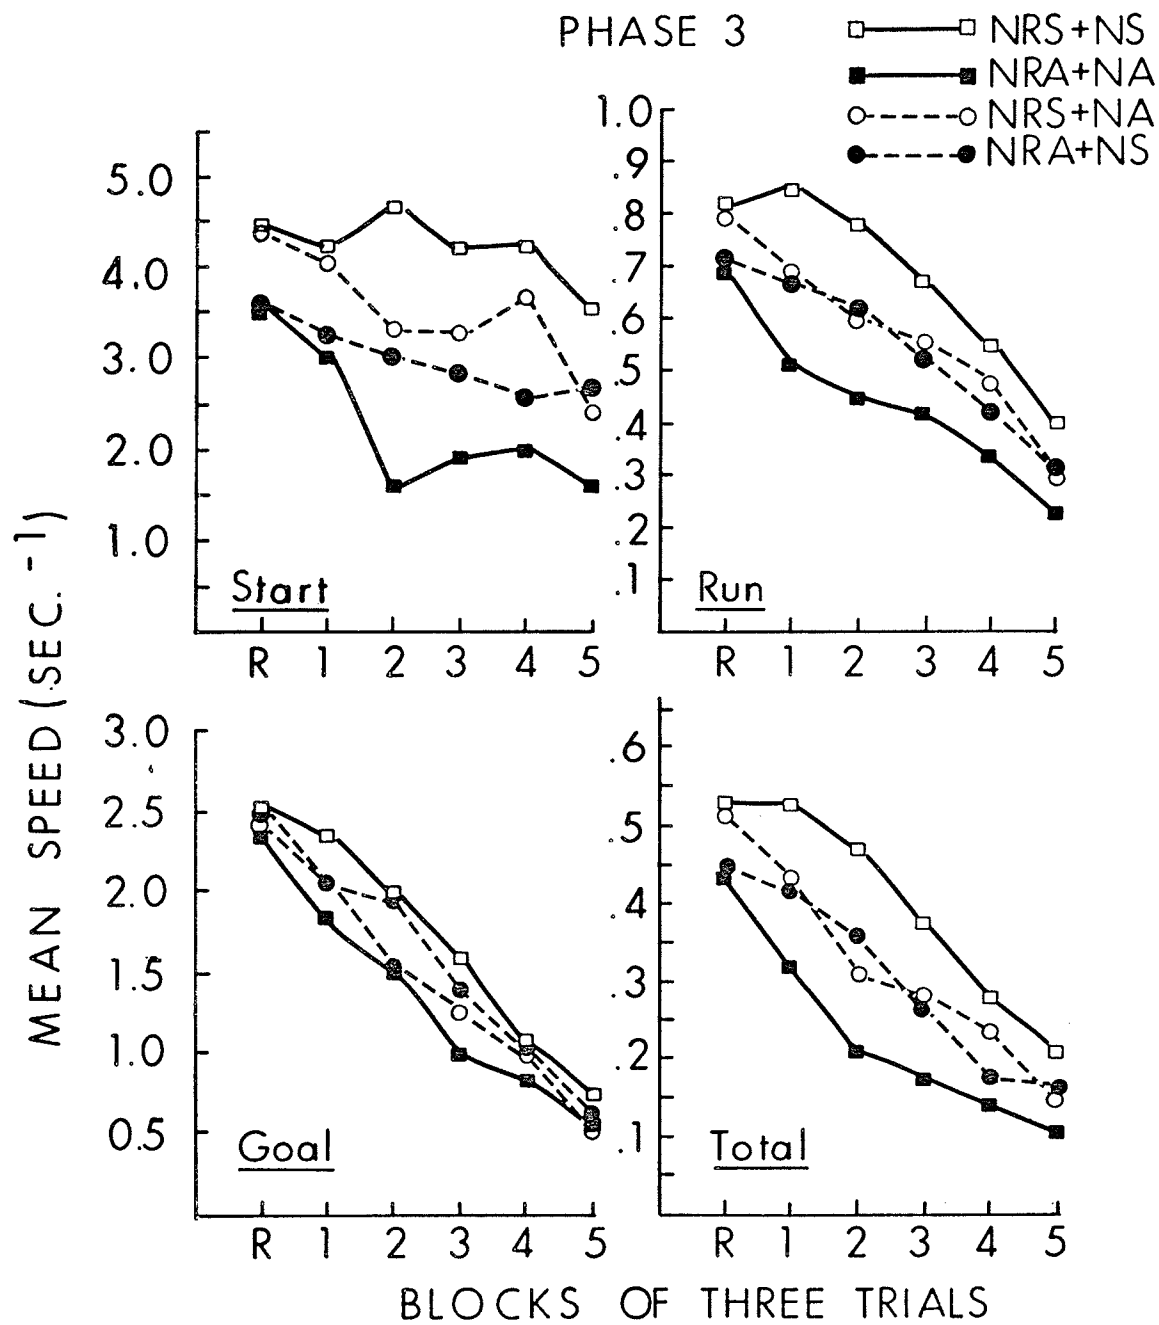 PHASE 3
NRS+NS
NRA+NA
NRS+NA
NRA+NS
MEAN SPEED (SEC.-1)
5.0
4.0
3.0
2.0
1.0
Start
R 1 2 3 4 5
1.0
.9
.8
.7
.6
.5
.4
.3
.2
.1
Run
R 1 2 3 4 5
3.0
2.5
2.0
1.5
1.0
0.5
Goal
R 1 2 3 4 5
.6
.5
.4
.3
.2
.1
Total
R 1 2 3 4 5
BLOCKS OF THREE TRIALS